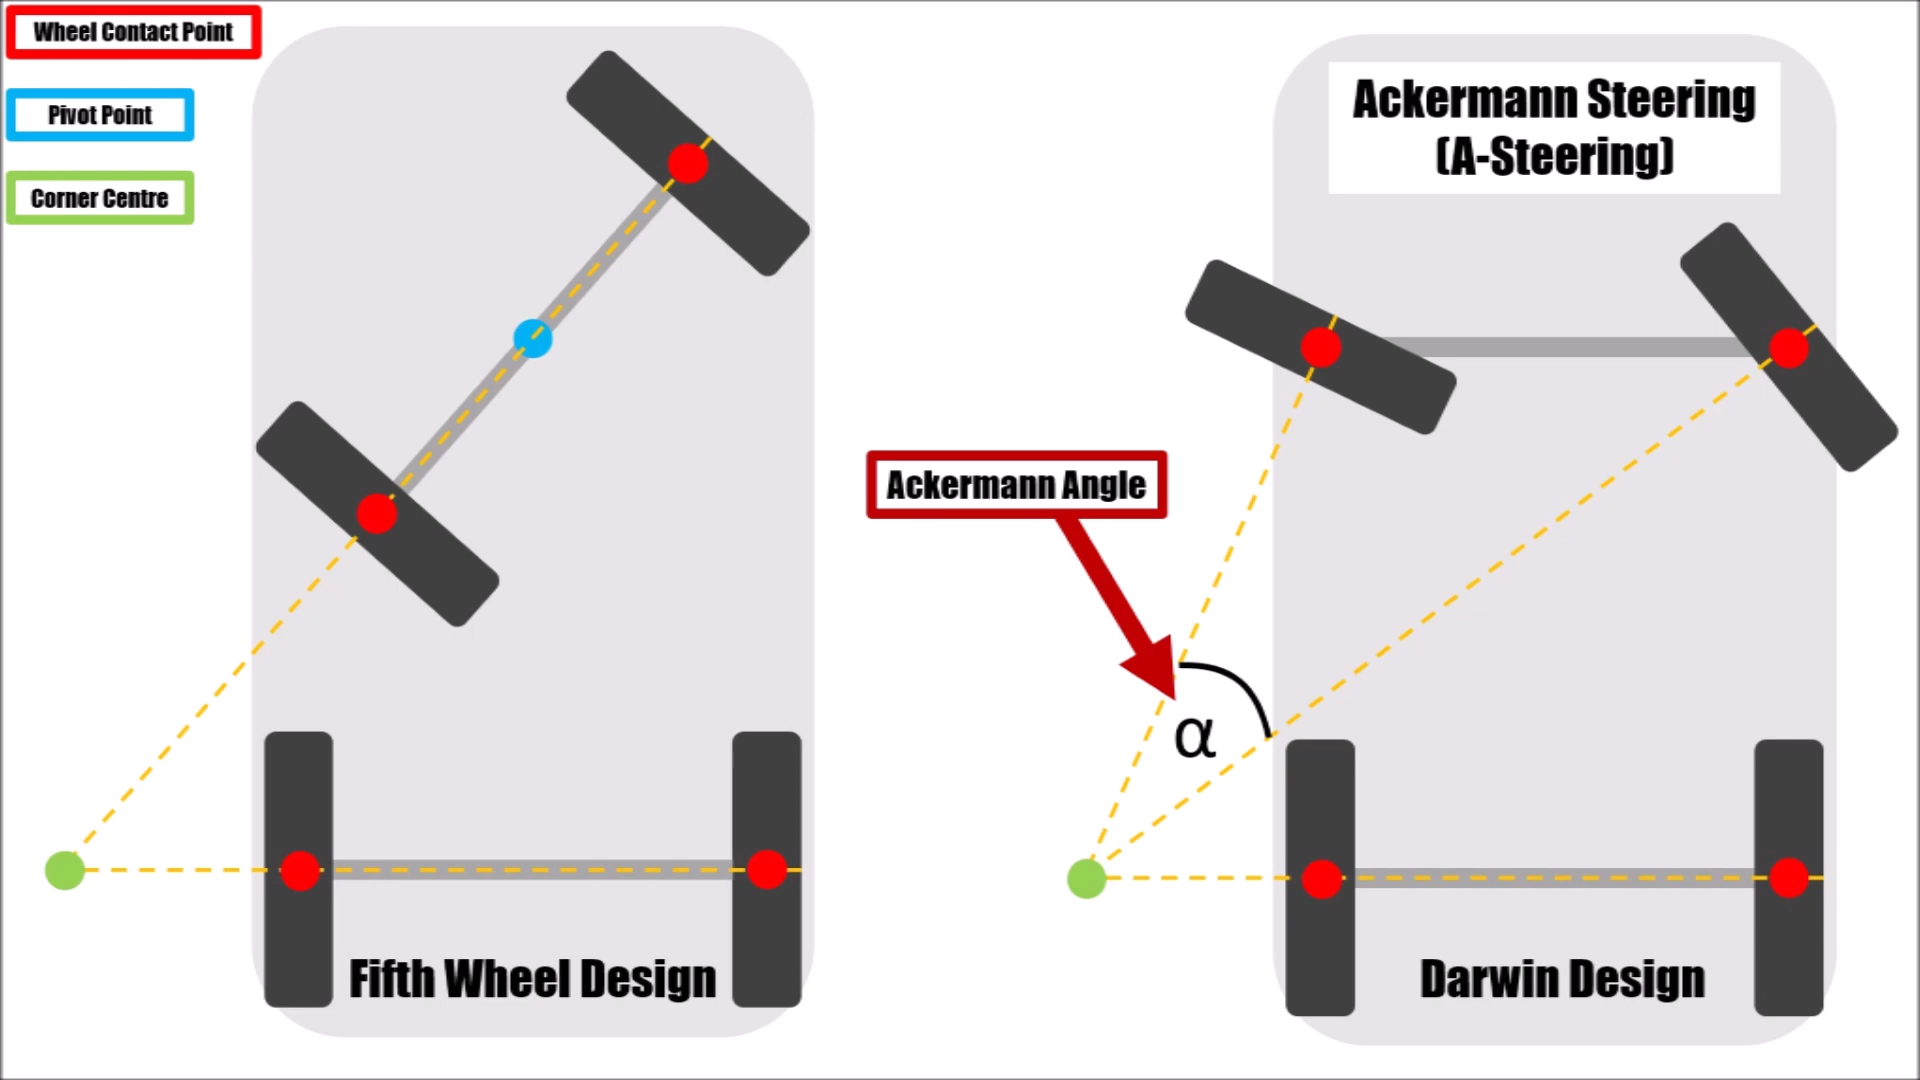 Wheel Contact Point
Pivot Point
Corner Centre
Ackermann Steering
(A-Steering)
Ackermann Angle
α
Fifth Wheel Design
Darwin Design